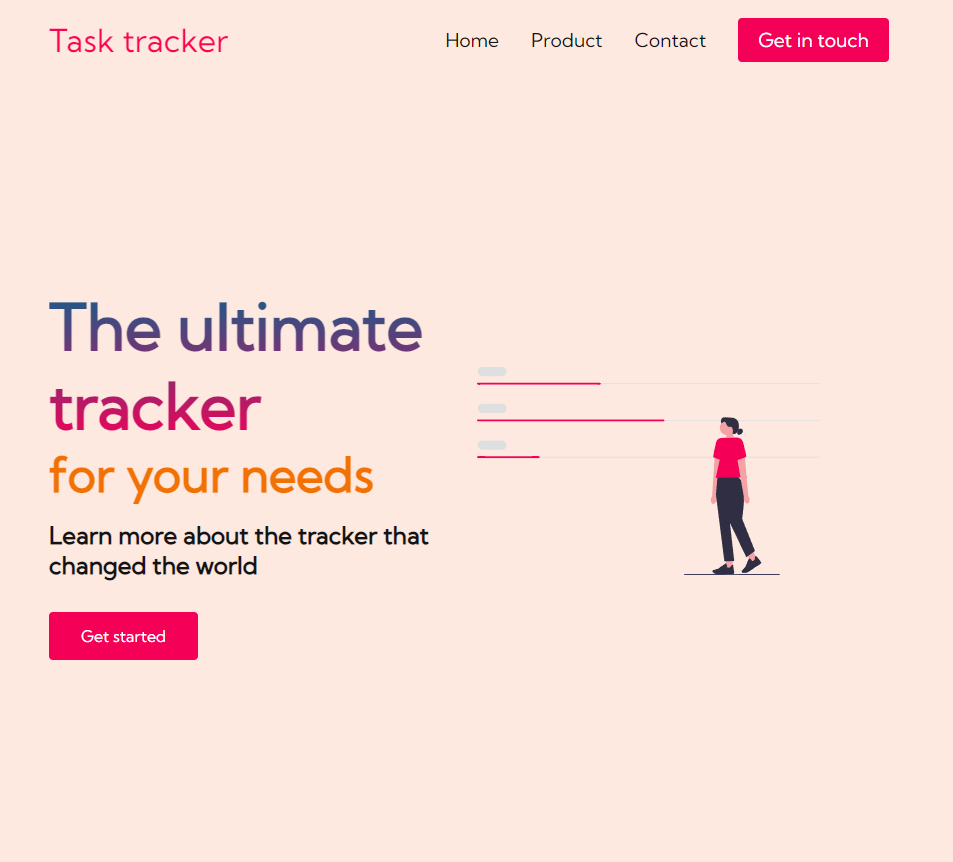 Task tracker
Home Product Contact Get in touch
The ultimate
tracker
for your needs
Learn more about the tracker that
changed the world
Get started